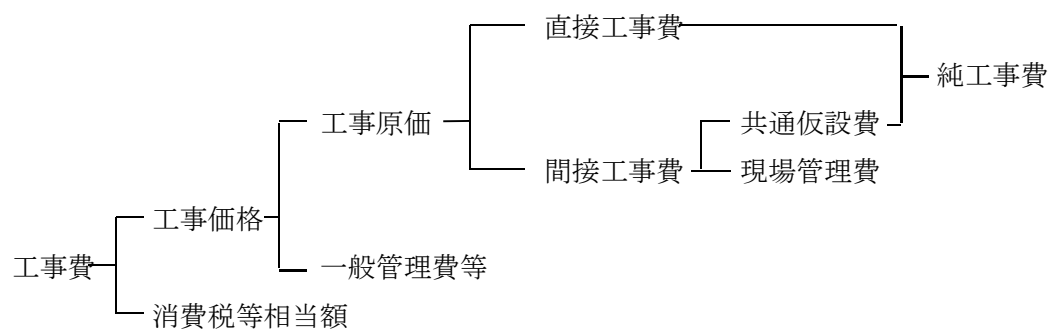 直接工事費
純工事費
工事原価
共通仮設費
間接工事費
現場管理費
工事価格
工事費
一般管理費等
消費税等相当額